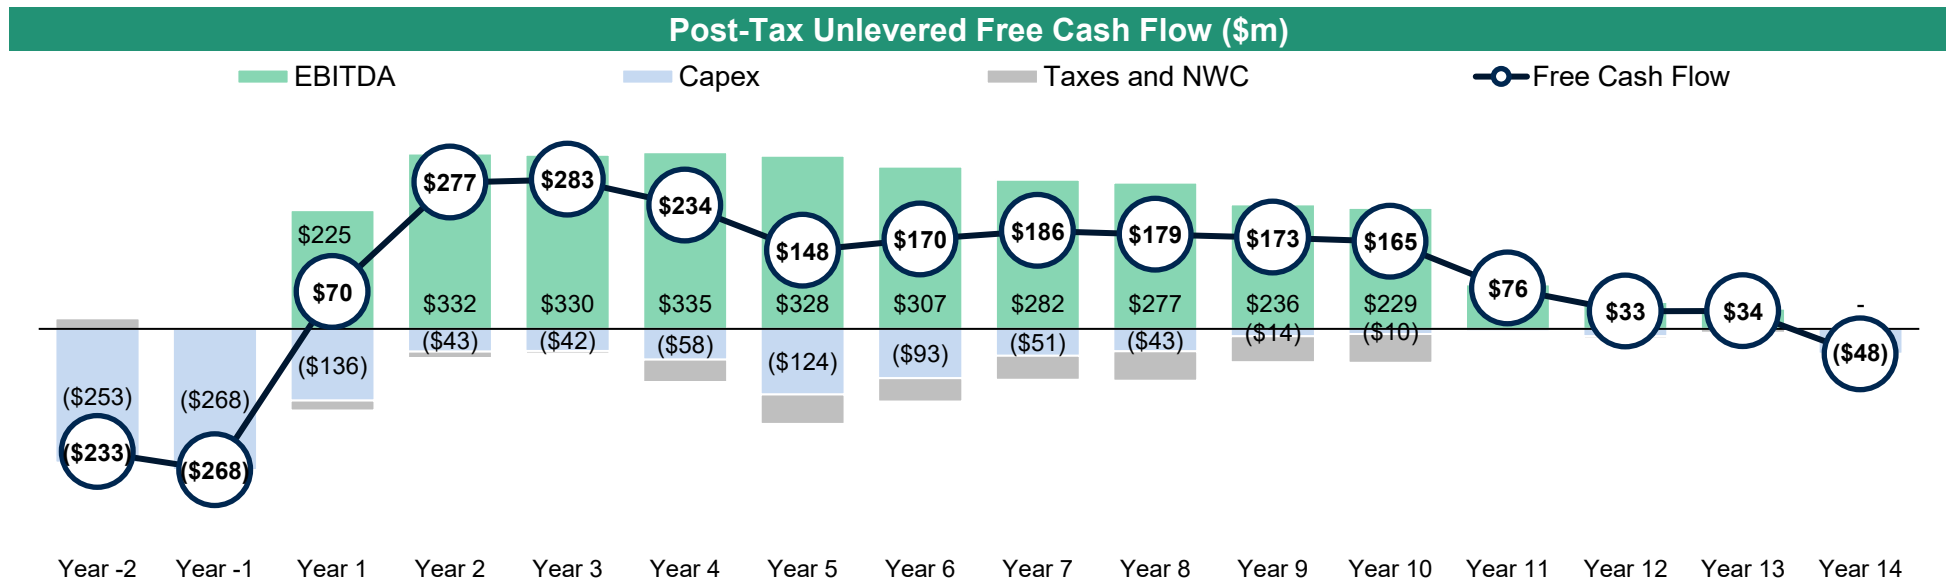 Post-Tax Unlevered Free Cash Flow ($m)
EBITDA Capex Taxes and NWC Free Cash Flow
$277 $283 $234 $148 $170 $186 $179 $173 $165
$225
$70 $76 $33 $34 -
$332 $330 $335 $328 $307 $282 $277 $236 $229
($43) ($42) ($58) ($124) ($93) ($51) ($43) ($14) ($10)
($136) ($48)
($253) ($268)
($233) ($268)
Year -2 Year -1 Year 1 Year 2 Year 3 Year 4 Year 5 Year 6 Year 7 Year 8 Year 9 Year 10 Year 11 Year 12 Year 13 Year 14